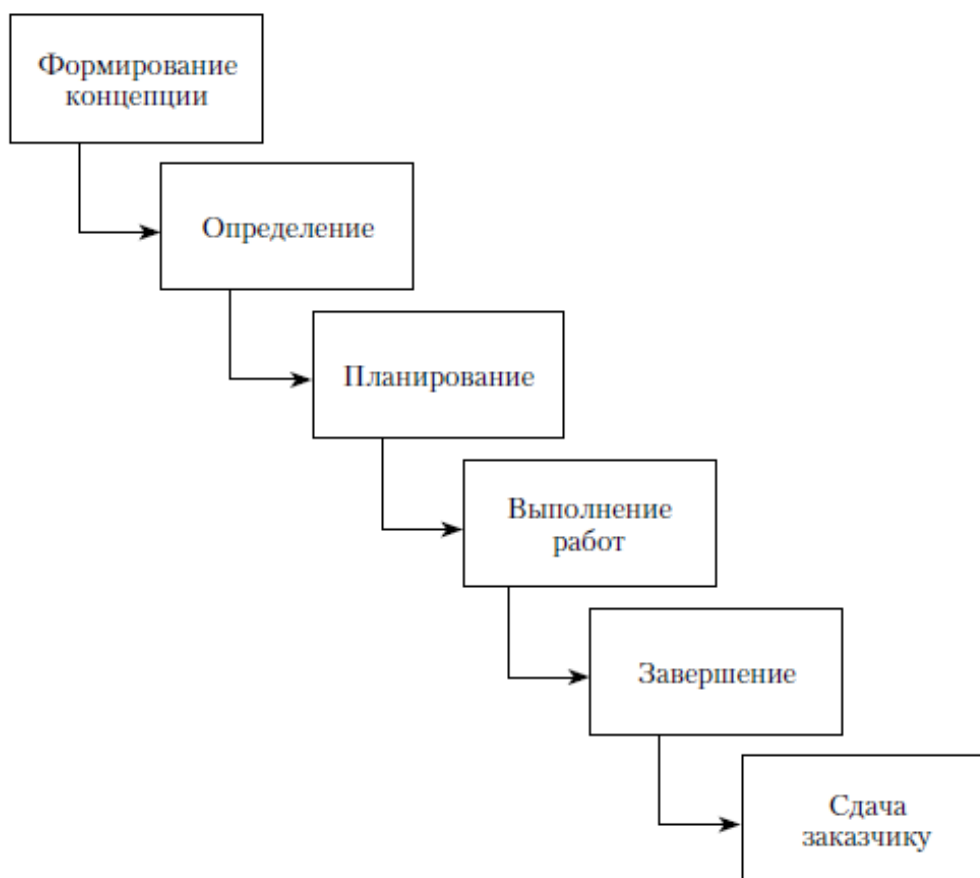 Формирование
концепции
Определение
Планирование
Выполнение
работ
Завершение
Сдача
заказчику